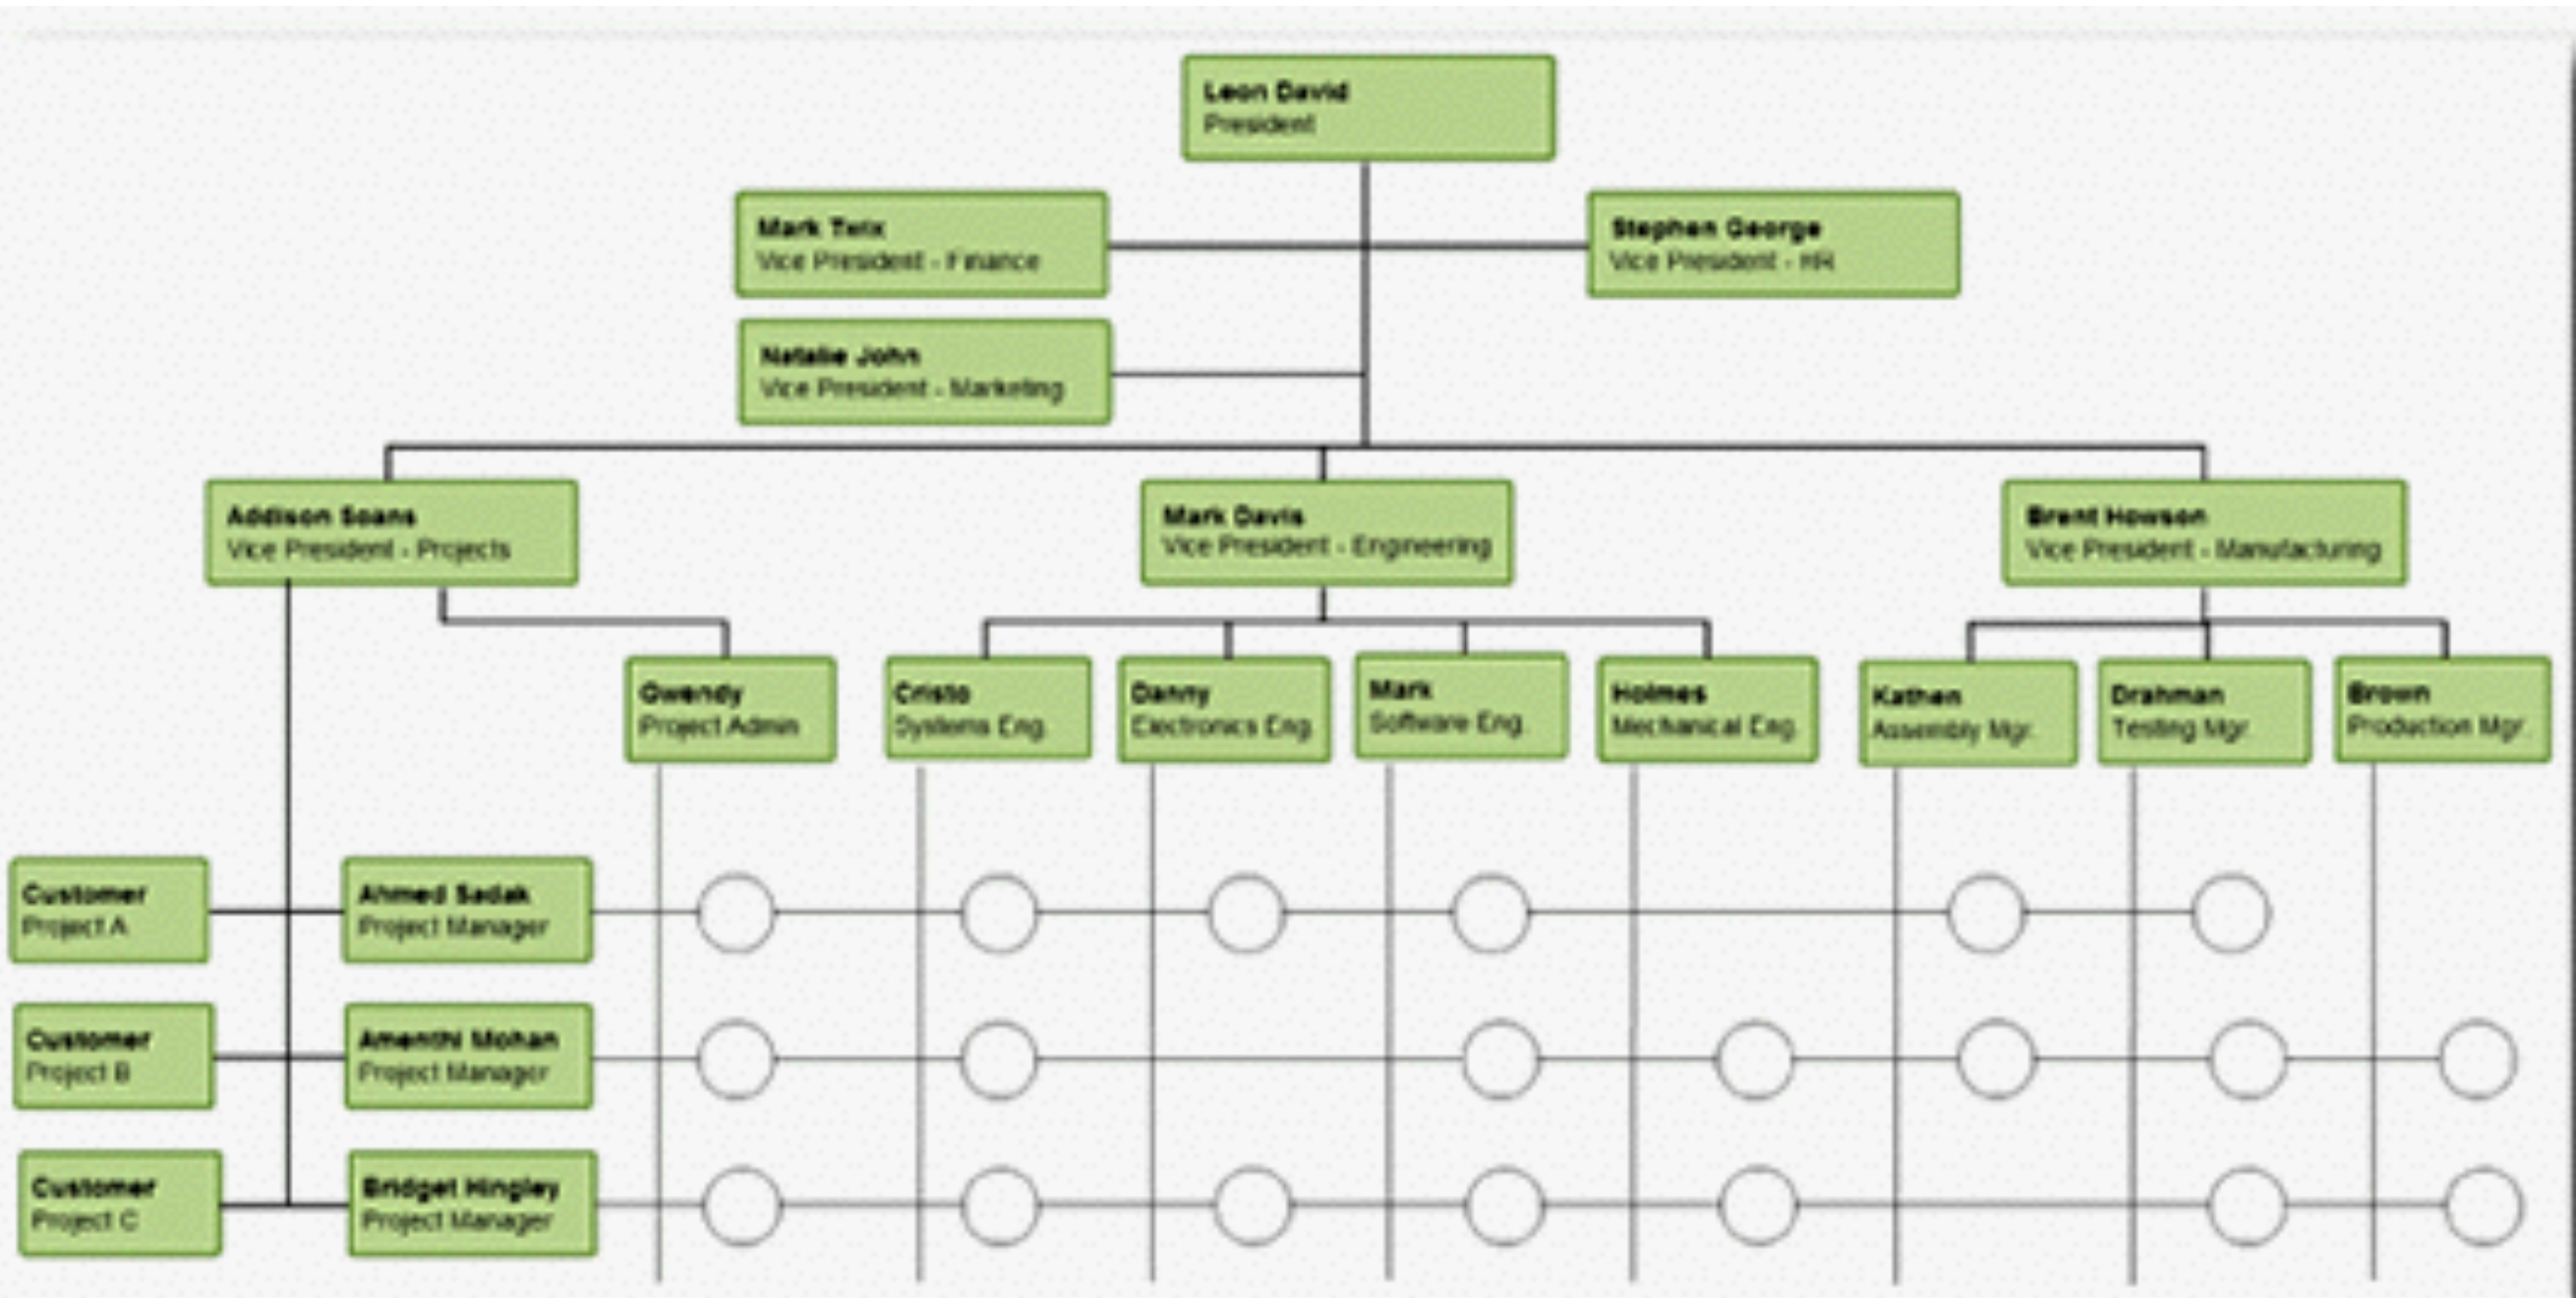 Leon David
President
Mark Twix
Vice President - Finance
Stephen George
Vice President - HR
Natalie John
Vice President - Marketing
Addison Soans
Vice President - Projects
Mark Davis
Vice President - Engineering
Brent Howson
Vice President - Manufacturing
Gwendy
Project Admin
Cristo
Systems Eng.
Danny
Electronics Eng.
Mark
Software Eng.
Holmes
Mechanical Eng.
Kathen
Assembly Mgr.
Drahman
Testing Mgr.
Brown
Production Mgr.
Customer
Project A
Ahmed Sadak
Project Manager
Customer
Project B
Amenthi Mohan
Project Manager
Customer
Project C
Bridget Hingley
Project Manager